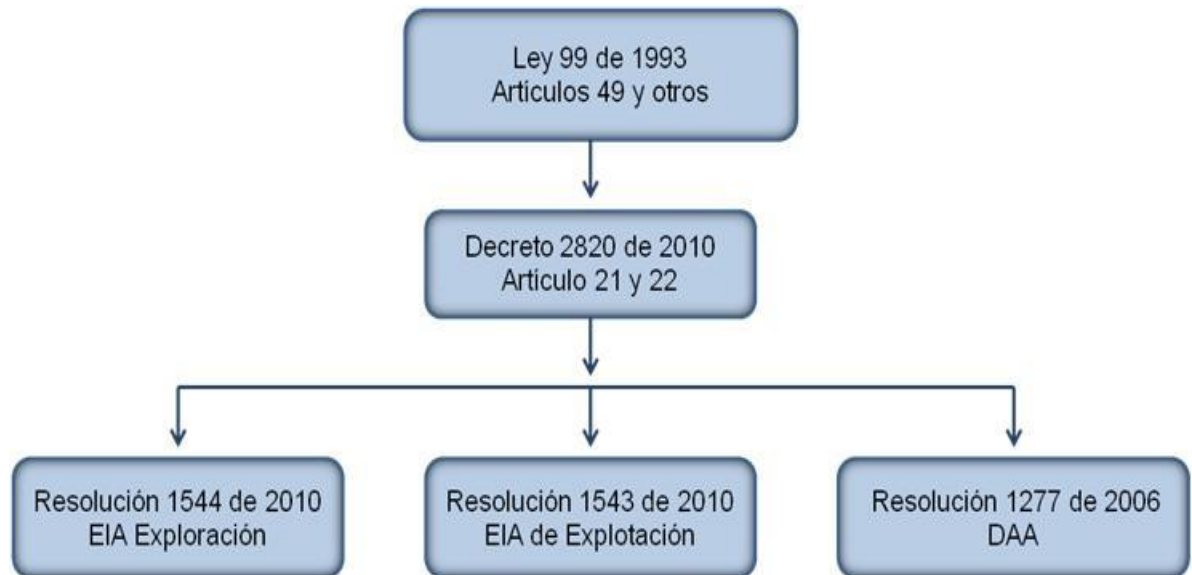 Ley 99 de 1993
Artículos 49 y otros
Decreto 2820 de 2010
Artículo 21 y 22
Resolución 1544 de 2010
EIA Exploración
Resolución 1543 de 2010
EIA de Explotación
Resolución 1277 de 2006
DAA